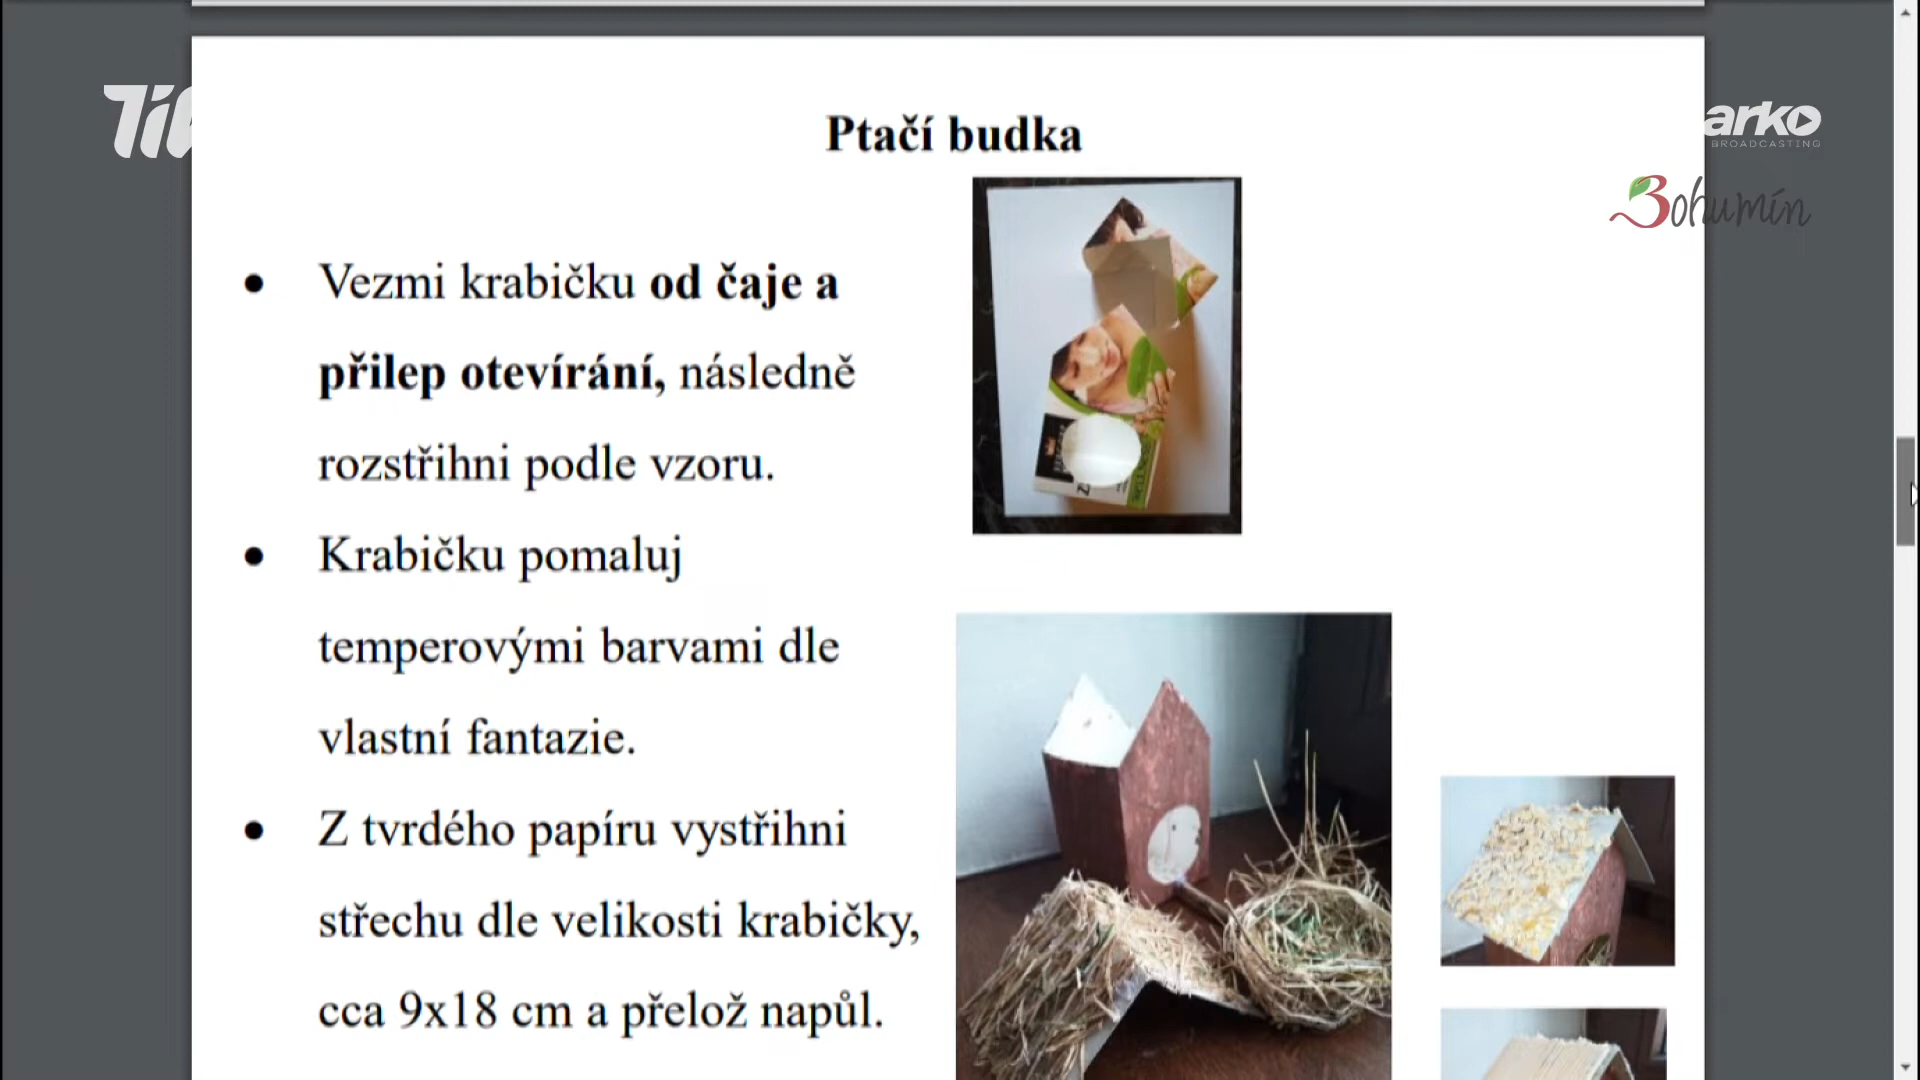 Ptačí budka
arko
BROADCASTING
Bohumín
Vezmi krabičku od čaje a
přilep otevírání, následně
rozstřihni podle vzoru.
Krabičku pomaluj
temperovými barvami dle
vlastní fantazie.
Z tvrdého papíru vystřihni
střechu dle velikosti krabičky,
cca 9x18 cm a přelož napůl.